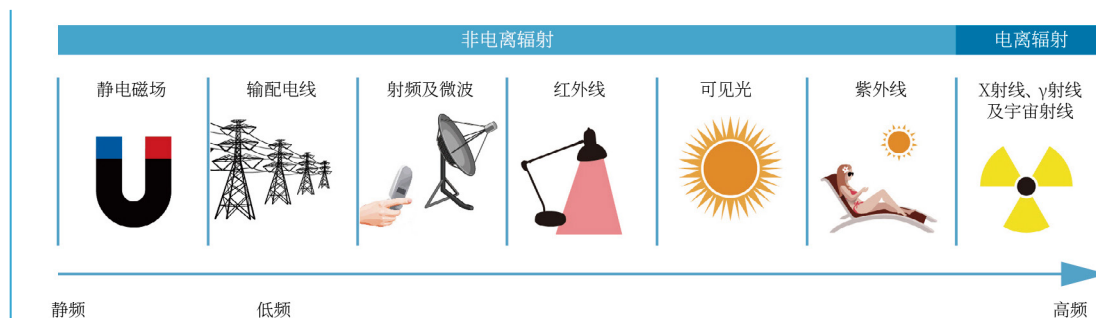 非电离辐射
电离辐射
静电磁场
输配电线
射频及微波
红外线
可见光
紫外线
X射线、γ射线
及宇宙射线
静频
低频
高频